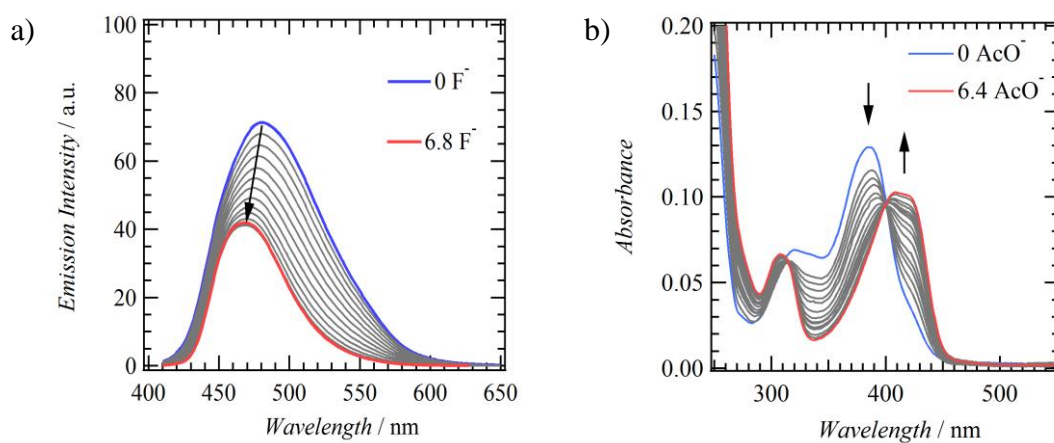 a)
Emission Intensity / a.u.
100
80
60
40
20
0
400
450
500
550
600
650
Wavelength / nm
0 F⁻
6.8 F⁻
b)
Absorbance
0.20
0.15
0.10
0.05
0.00
300
400
500
Wavelength / nm
0 AcO⁻
6.4 AcO⁻